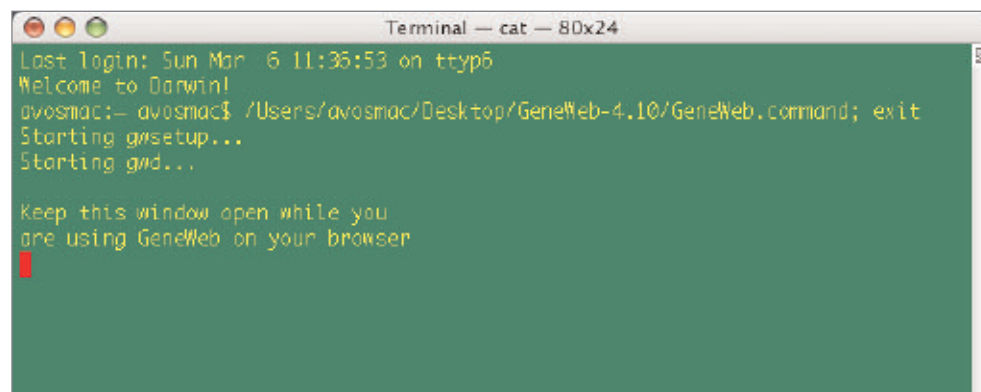 Terminal — cat — 80x24
Last login: Sun Mar  6 11:36:53 on ttyp6
Welcome to Darwin!
avosmac:~ avosmac$ /Users/avosmac/Desktop/GeneWeb-4.10/GeneWeb.command; exit
Starting gwsetup...
Starting gwd...
Keep this window open while you
are using GeneWeb on your browser